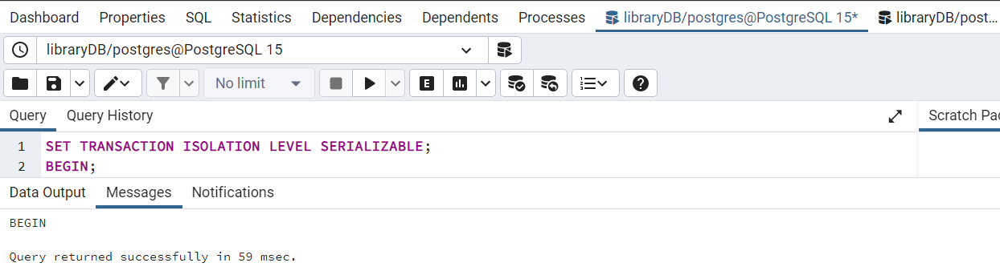 Dashboard Properties SQL Statistics Dependencies Dependents Processes libraryDB/postgres@PostgreSQL 15* libraryDB/post...
libraryDB/postgres@PostgreSQL 15
No limit
Query Query History Scratch Pa
1 SET TRANSACTION ISOLATION LEVEL SERIALIZABLE;
2 BEGIN;
Data Output Messages Notifications
BEGIN
Query returned successfully in 59 msec.